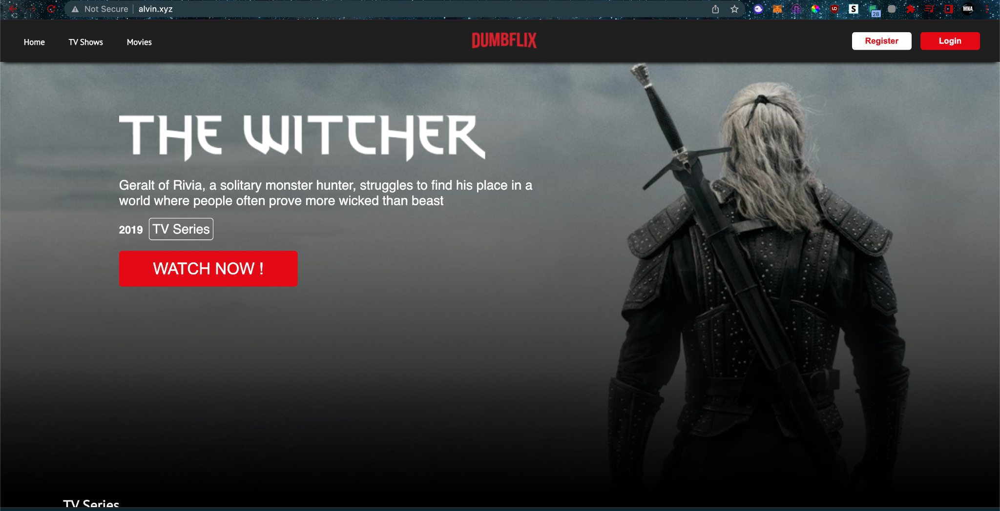 Not Secure
alvin.xyz
28
MNA
Home
TV Shows
Movies
DUMBFLIX
Register
Login
THE WITCHER
Geralt of Rivia, a solitary monster hunter, struggles to find his place in a
world where people often prove more wicked than beast
2019
TV Series
WATCH NOW !
TV Series